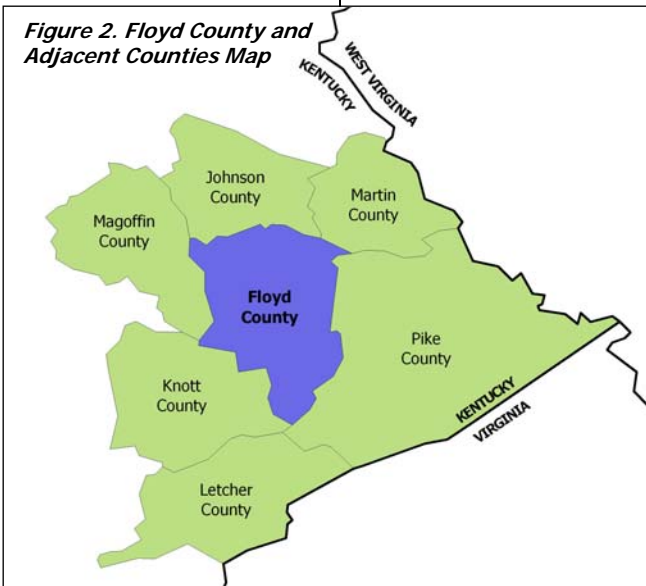 Figure 2. Floyd County and
Adjacent Counties Map
WEST VIRGINIA
KENTUCKY
Johnson
County
Martin
County
Magoffin
County
Floyd
County
Pike
County
Knott
County
KENTUCKY
VIRGINIA
Letcher
County